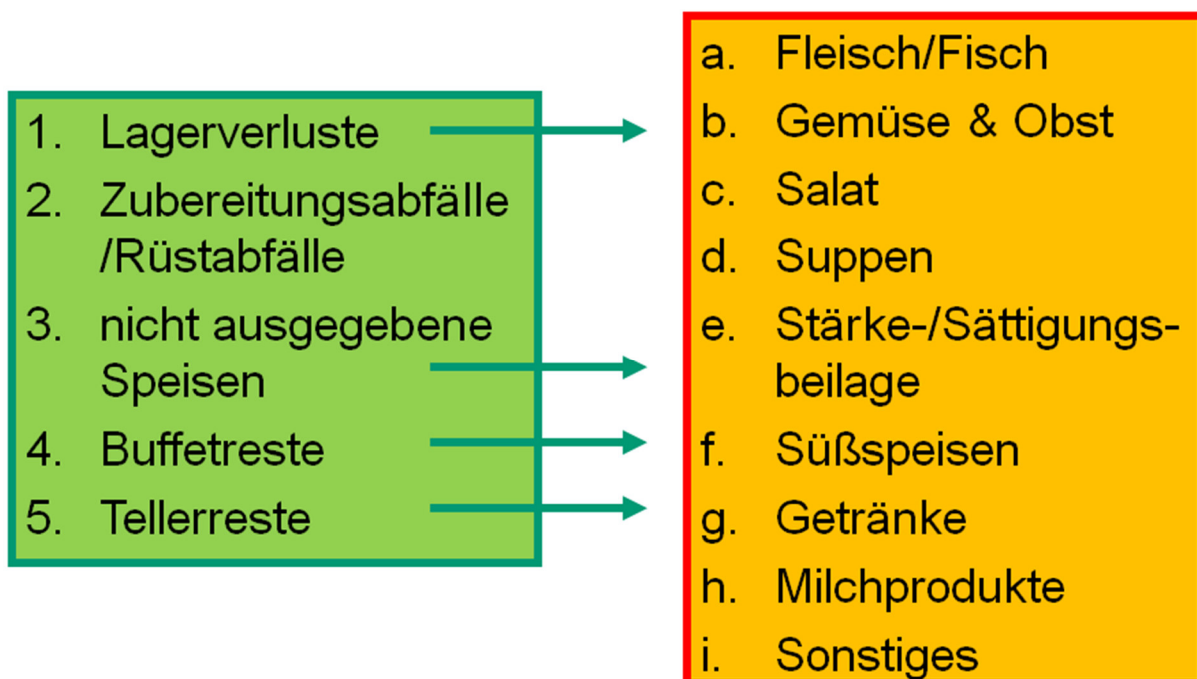 1. Lagerverluste
2. Zubereitungsabfälle
/Rüstabfälle
3. nicht ausgegebene
Speisen
4. Buffetreste
5. Tellerreste
a. Fleisch/Fisch
b. Gemüse & Obst
c. Salat
d. Suppen
e. Stärke-/Sättigungs-
beilage
f. Süßspeisen
g. Getränke
h. Milchprodukte
i. Sonstiges